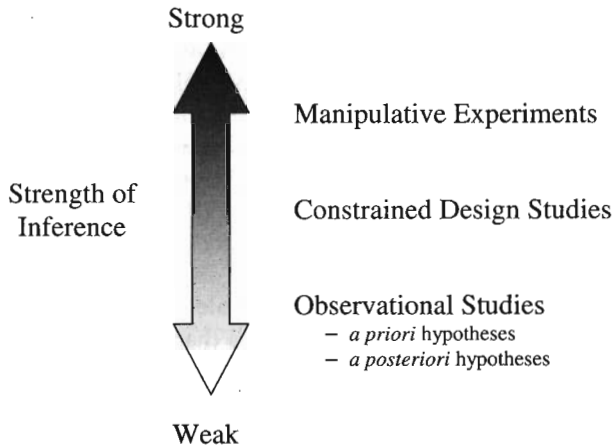 Strong
Manipulative Experiments
Strength of
Inference
Constrained Design Studies
Observational Studies
– a priori hypotheses
– a posteriori hypotheses
Weak